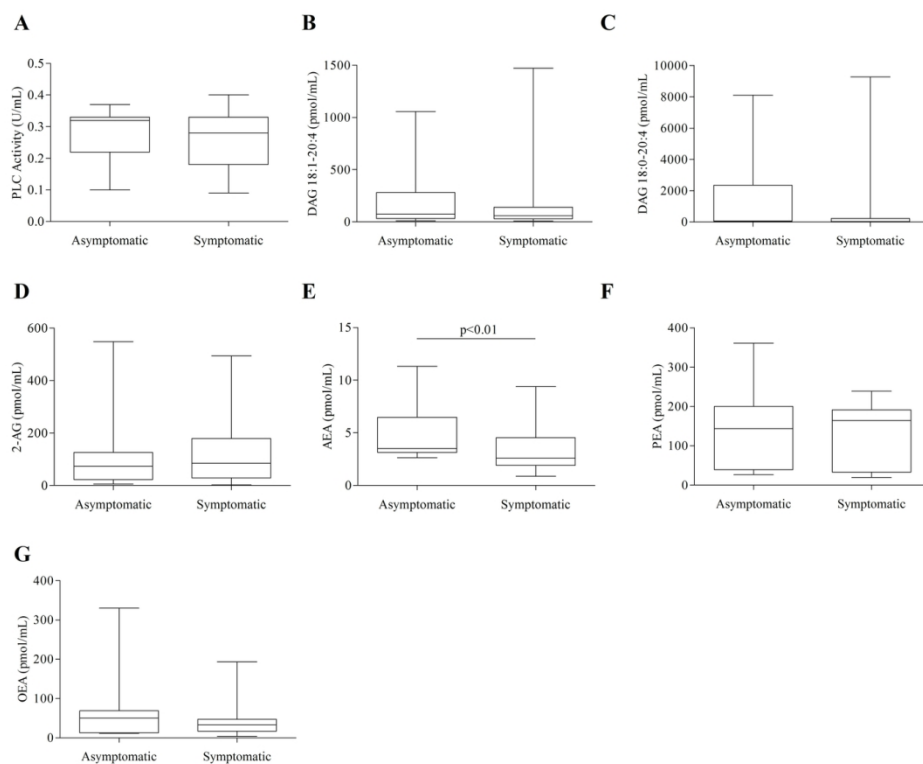 A
PLC Activity (U/mL)
0.5
0.4
0.3
0.2
0.1
0.0
Asymptomatic Symptomatic
B
DAG 18:1-20:4 (pmol/mL)
1500
1000
500
0
Asymptomatic Symptomatic
C
DAG 18:0-20:4 (pmol/mL
10000
8000
6000
4000
2000
0
Asymptomatic Symptomatic
D
2-AG (pmol/mL)
600
400
200
0
Asymptomatic Symptomatic
E
AEA (pmol/mL)
15
10
5
0
p<0.01
Asymptomatic Symptomatic
F
PEA (pmol/mL)
400
300
200
100
0
Asymptomatic Symptomatic
G
OEA (pmol/mL)
400
300
200
100
0
Asymptomatic Symptomatic